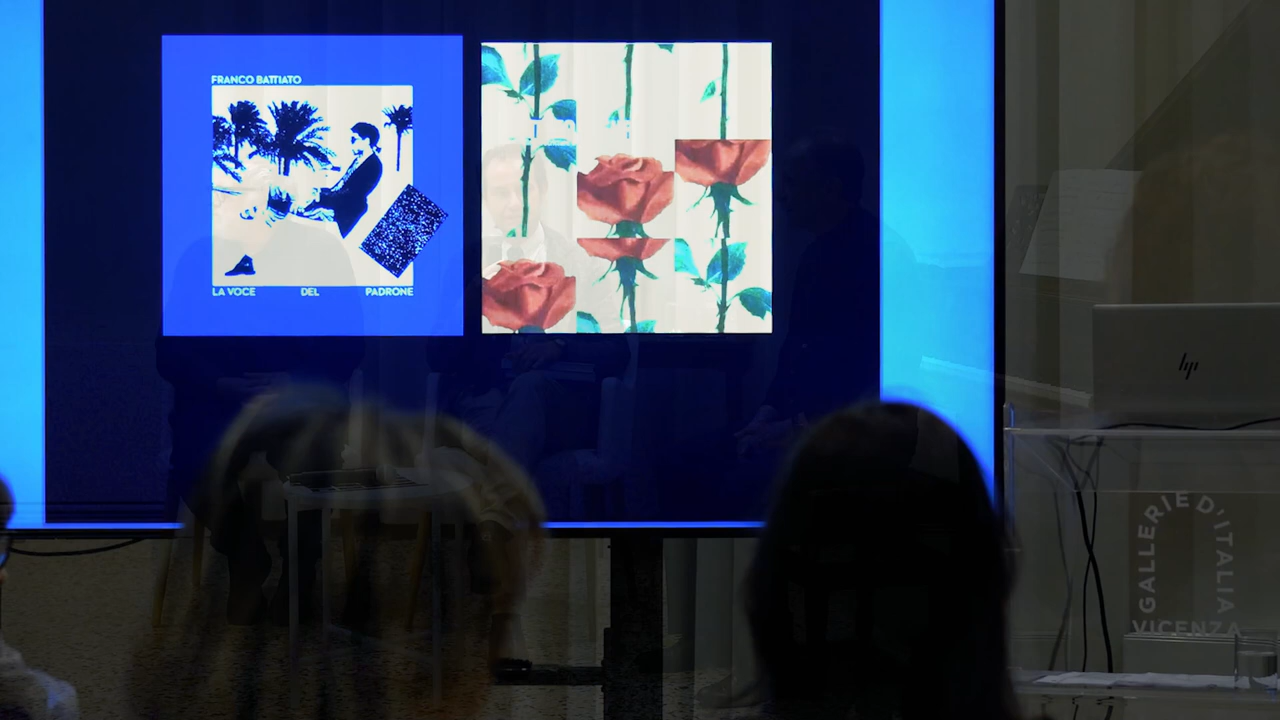 FRANCO BATTIATO
LA VOCE DEL PADRONE
hp
GALLERIE D'ITALIA
VICENZA